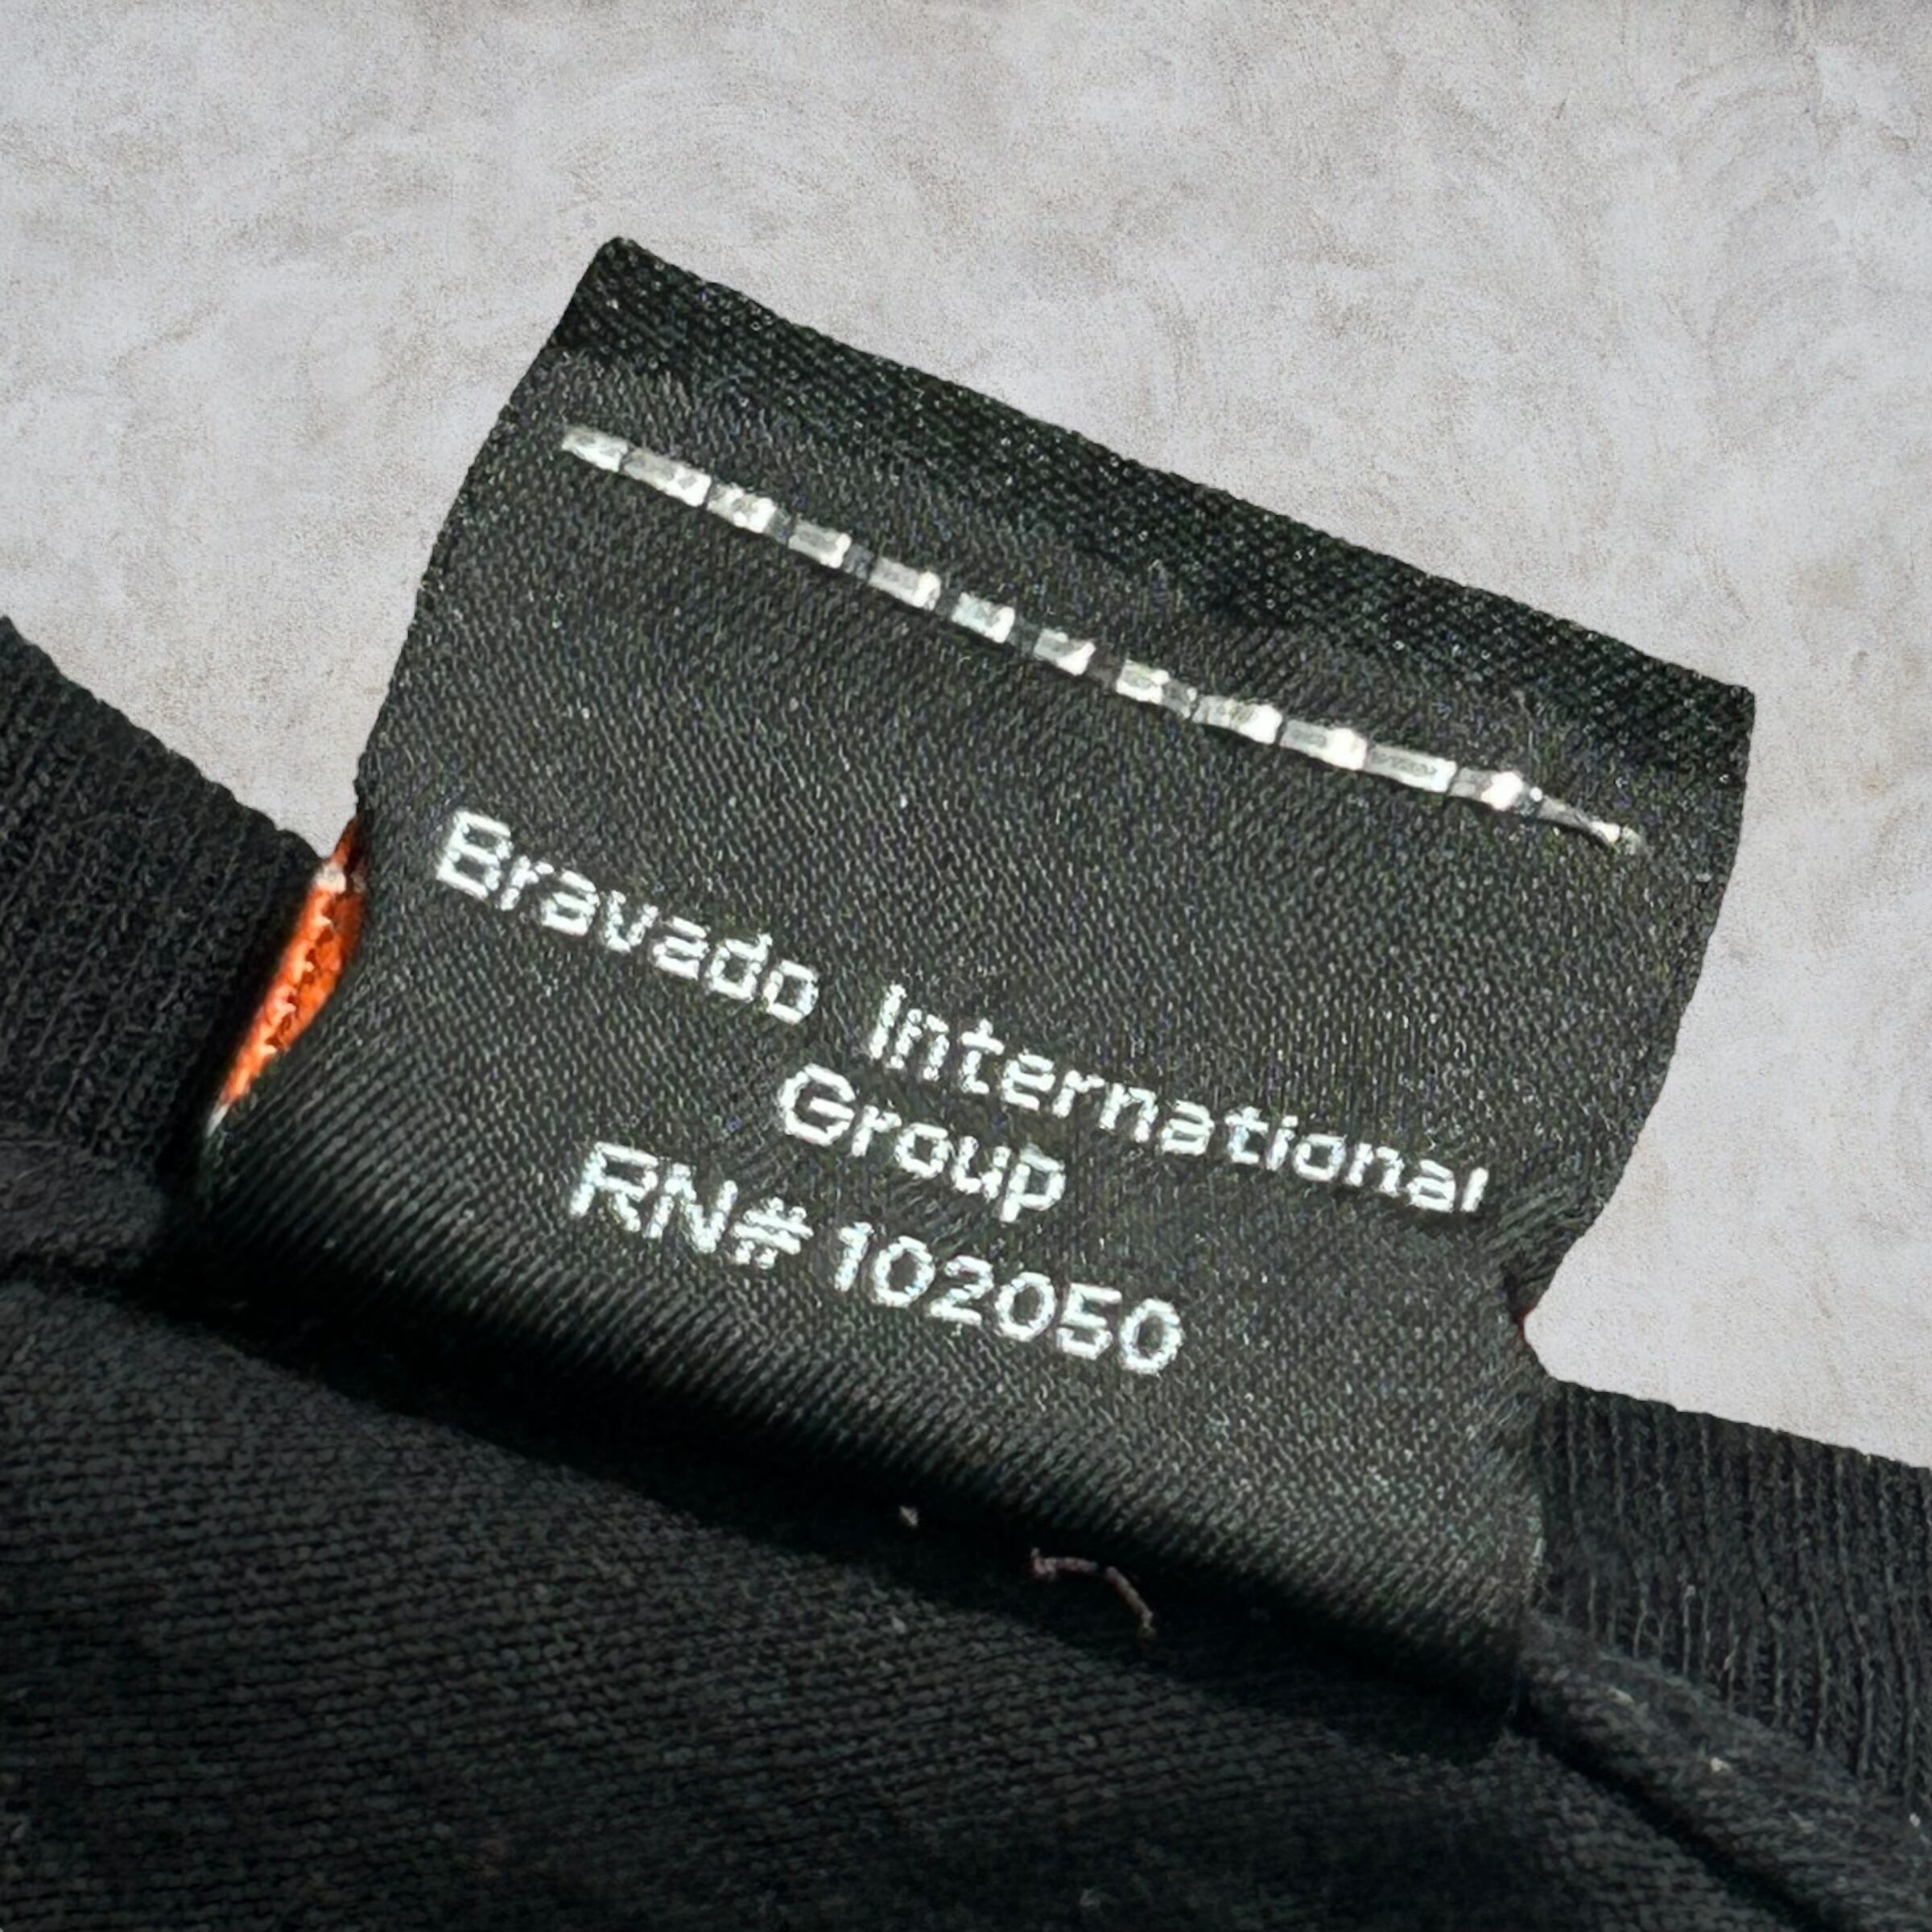 Bravado International
Group
RN# 102050